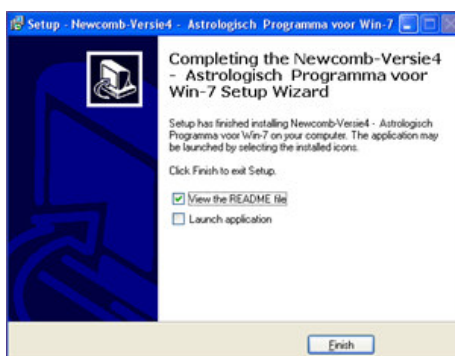 Setup - Newcomb-Versie4 - Astrologisch Programma voor Win-7
Completing the Newcomb-Versie4
- Astrologisch Programma voor
Win-7 Setup Wizard
Setup has finished installing Newcomb-Versie4 - Astrologisch
Programma voor Win-7 on your computer. The application may
be launched by selecting the installed icons.
Click Finish to exit Setup.
View the README file
Launch application
Finish